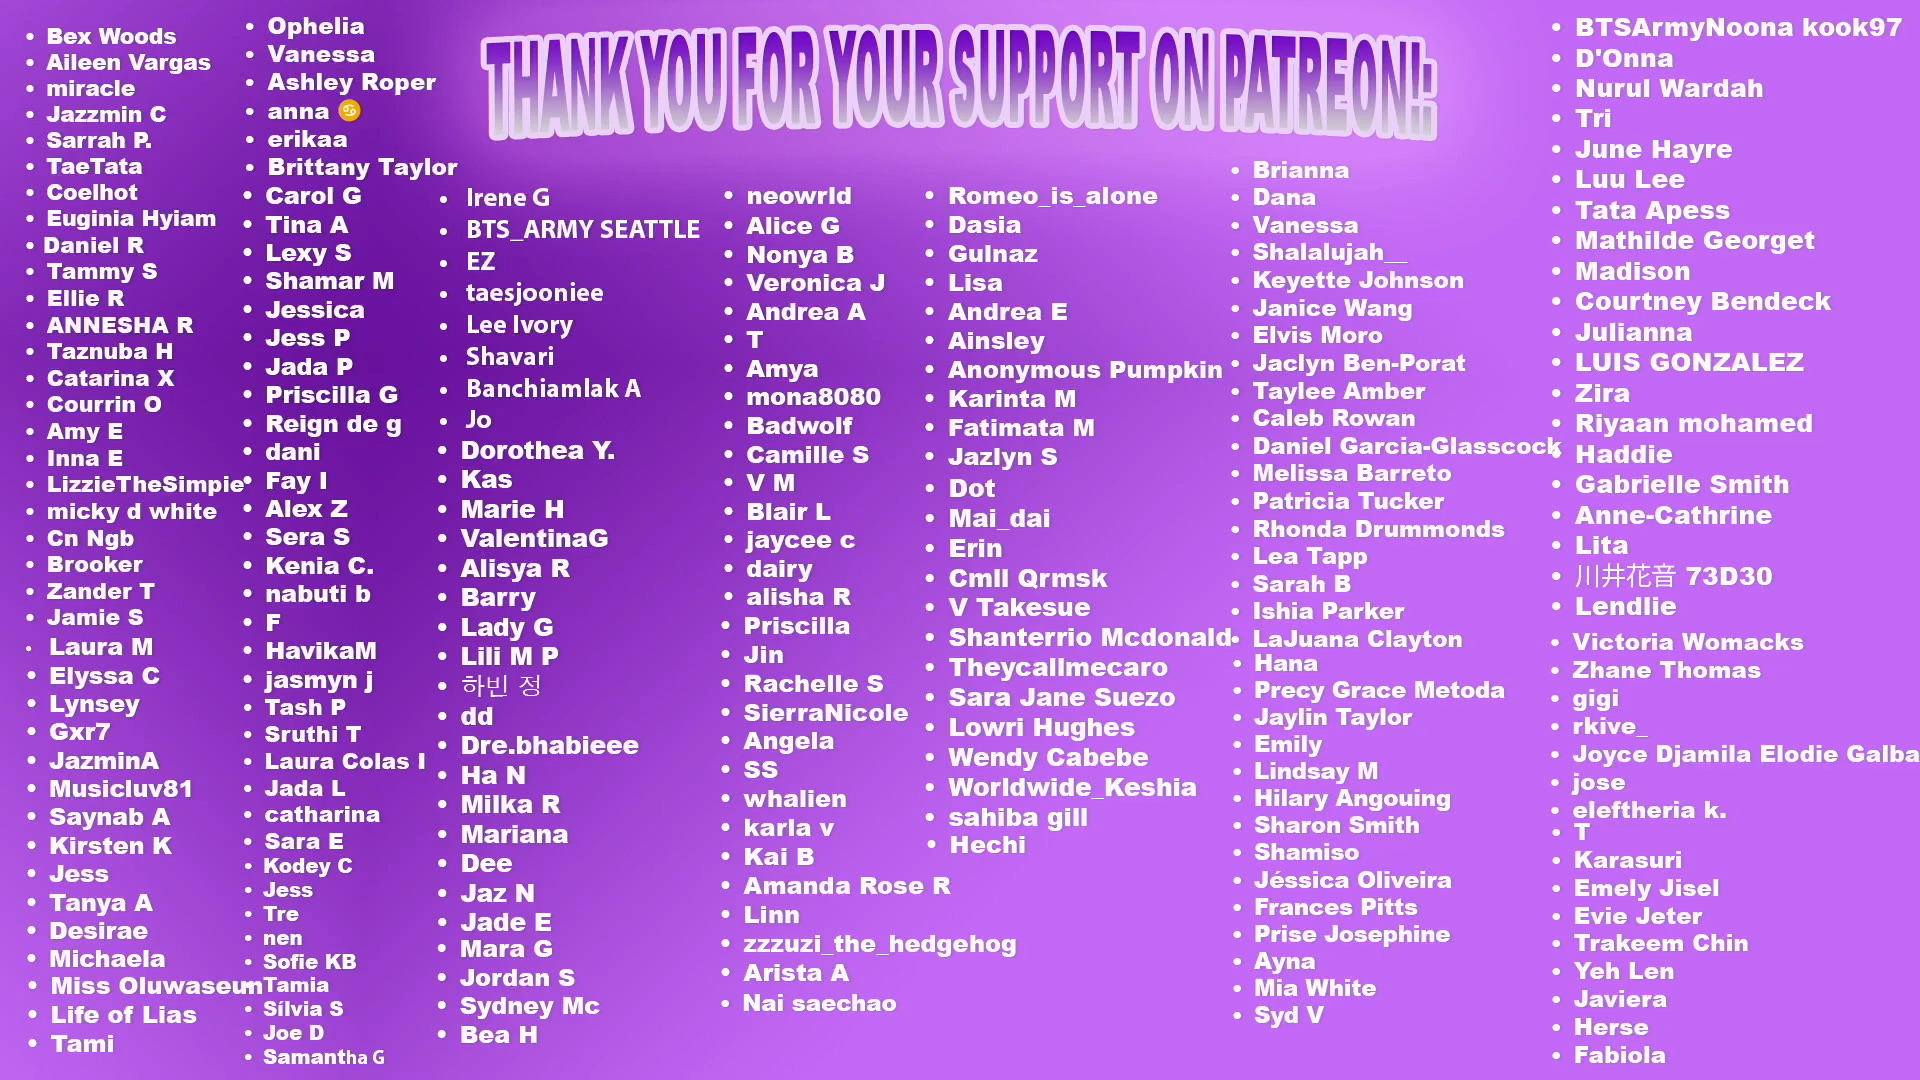 THANK YOU FOR YOUR SUPPORT ON PATREON!:
• Bex Woods
• Aileen Vargas
• miracle
• Jazzmin C
• Sarrah P.
• TaeTata
• Coelhot
• Euginia Hyiam
• Daniel R
• Tammy S
• Ellie R
• ANNESHA R
• Taznuba H
• Catarina X
• Courrin O
• Amy E
• Inna E
• LizzieTheSimpie
• micky d white
• Cn Ngb
• Brooker
• Zander T
• Jamie S
• Laura M
• Elyssa C
• Lynsey
• Gxr7
• JazminA
• Musicluv81
• Saynab A
• Kirsten K
• Jess
• Tanya A
• Desirae
• Michaela
• Miss Oluwaseun
• Life of Lias
• Tami
• Ophelia
• Vanessa
• Ashley Roper
• anna ♋
• erikaa
• Brittany Taylor
• Carol G
• Tina A
• Lexy S
• Shamar M
• Jessica
• Jess P
• Jada P
• Priscilla G
• Reign de g
• dani
• Fay I
• Alex Z
• Sera S
• Kenia C.
• nabuti b
• F
• HavikaM
• jasmyn j
• Tash P
• Sruthi T
• Laura Colas I
• Jada L
• catharina
• Sara E
• Kodey C
• Jess
• Tre
• nen
• Sofie KB
• Tamia
• Sílvia S
• Joe D
• Samantha G
• Irene G
• BTS_ARMY SEATTLE
• EZ
• taesjooniee
• Lee Ivory
• Shavari
• Banchiamlak A
• Jo
• Dorothea Y.
• Kas
• Marie H
• ValentinaG
• Alisya R
• Barry
• Lady G
• Lili M P
• 하빈 정
• dd
• Dre.bhabieee
• Ha N
• Milka R
• Mariana
• Dee
• Jaz N
• Jade E
• Mara G
• Jordan S
• Sydney Mc
• Bea H
• neowrld
• Alice G
• Nonya B
• Veronica J
• Andrea A
• T
• Amya
• mona8080
• Badwolf
• Camille S
• V M
• Blair L
• jaycee c
• dairy
• alisha R
• Priscilla
• Jin
• Rachelle S
• SierraNicole
• Angela
• SS
• whalien
• karla v
• Kai B
• Amanda Rose R
• Linn
• zzzuzi_the_hedgehog
• Arista A
• Nai saechao
• Romeo_is_alone
• Dasia
• Gulnaz
• Lisa
• Andrea E
• Ainsley
• Anonymous Pumpkin
• Karinta M
• Fatimata M
• Jazlyn S
• Dot
• Mai_dai
• Erin
• Cmll Qrmsk
• V Takesue
• Shanterrio Mcdonald
• Theycallmecaro
• Sara Jane Suezo
• Lowri Hughes
• Wendy Cabebe
• Worldwide_Keshia
• sahiba gill
• Hechi
• Brianna
• Dana
• Vanessa
• Shalalujah__
• Keyette Johnson
• Janice Wang
• Elvis Moro
• Jaclyn Ben-Porat
• Taylee Amber
• Caleb Rowan
• Daniel Garcia-Glasscock
• Melissa Barreto
• Patricia Tucker
• Rhonda Drummonds
• Lea Tapp
• Sarah B
• Ishia Parker
• LaJuana Clayton
• Hana
• Precy Grace Metoda
• Jaylin Taylor
• Emily
• Lindsay M
• Hilary Angouing
• Sharon Smith
• Shamiso
• Jéssica Oliveira
• Frances Pitts
• Prise Josephine
• Ayna
• Mia White
• Syd V
• BTSArmyNoona kook97
• D'Onna
• Nurul Wardah
• Tri
• June Hayre
• Luu Lee
• Tata Apess
• Mathilde Georget
• Madison
• Courtney Bendeck
• Julianna
• LUIS GONZALEZ
• Zira
• Riyaan mohamed
• Haddie
• Gabrielle Smith
• Anne-Cathrine
• Lita
• 川井花音 73D30
• Lendlie
• Victoria Womacks
• Zhane Thomas
• gigi
• rkive_
• Joyce Djamila Elodie Galba
• jose
• eleftheria k.
• T
• Karasuri
• Emely Jisel
• Evie Jeter
• Trakeem Chin
• Yeh Len
• Javiera
• Herse
• Fabiola